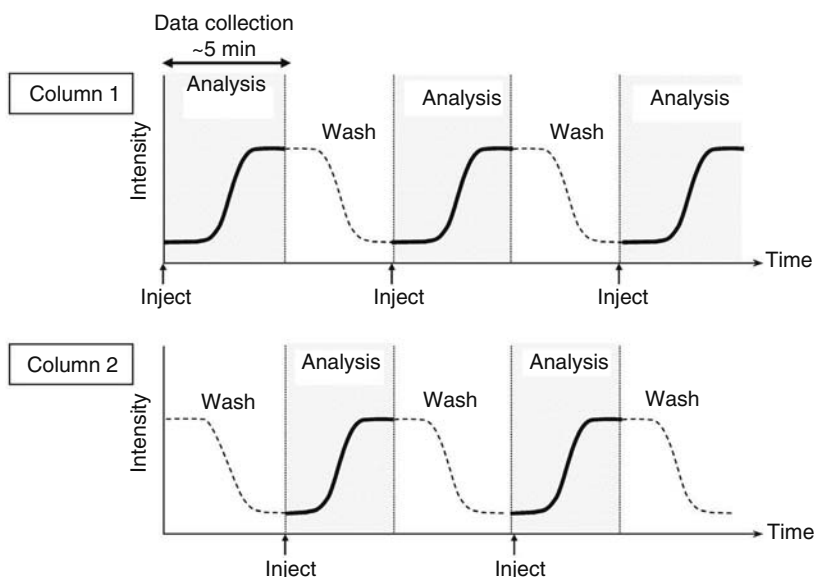 Data collection
~5 min
Column 1
Analysis
Analysis
Analysis
Wash
Wash
Intensity
Time
Inject
Inject
Inject
Column 2
Analysis
Analysis
Wash
Wash
Wash
Intensity
Time
Inject
Inject